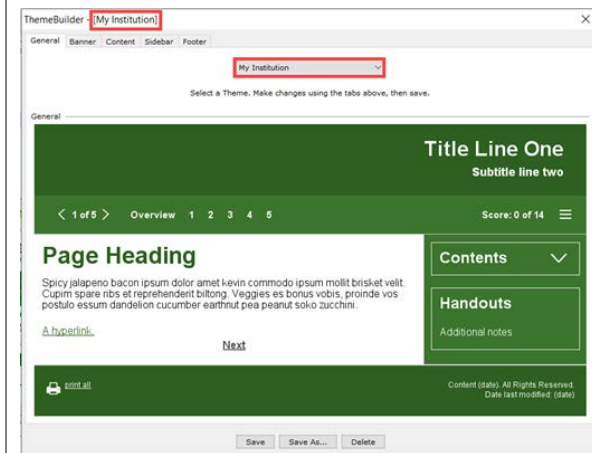 ThemeBuilder - [My Institution]
General Banner Content Sidebar Footer
My Institution
Select a Theme. Make changes using the tabs above, then save.
General
Title Line One
Subtitle line two
< 1 of 5 > Overview 1 2 3 4 5 Score: 0 of 14
Page Heading
Spicy jalapeno bacon ipsum dolor amet kevin commodo ipsum mollit brisket velit.
Cupim spare ribs et reprehenderit biltong. Veggies es bonus vobis, proinde vos
postulo essum dandelion cucumber earthnut pea peanut soko zucchini.
A hyperlink.
Next
Contents
Handouts
Additional notes
print all
Content (date). All Rights Reserved.
Date last modified: (date)
Save Save As... Delete